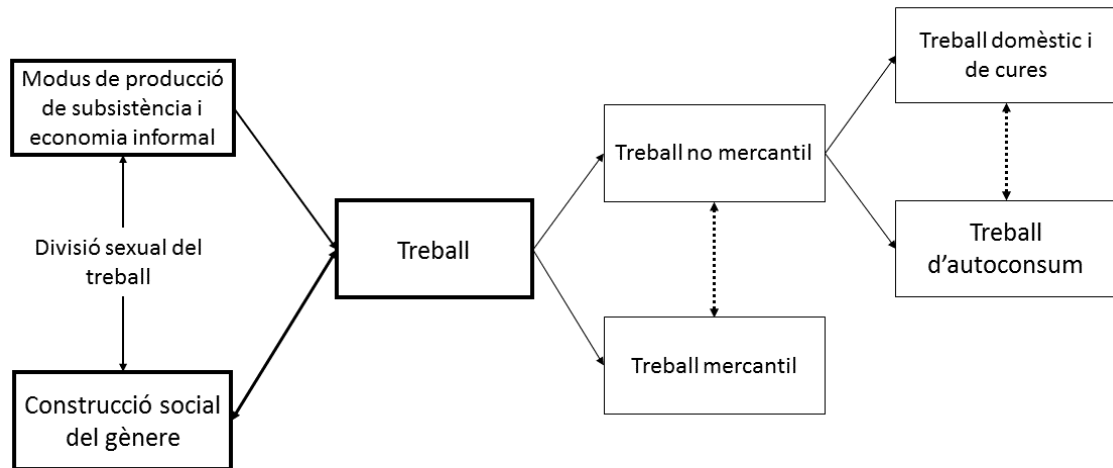 Modus de producció
de subsistència i
economia informal
Divisió sexual del
treball
Construcció social
del gènere
Treball
Treball no mercantil
Treball mercantil
Treball domèstic i
de cures
Treball
d’autoconsum